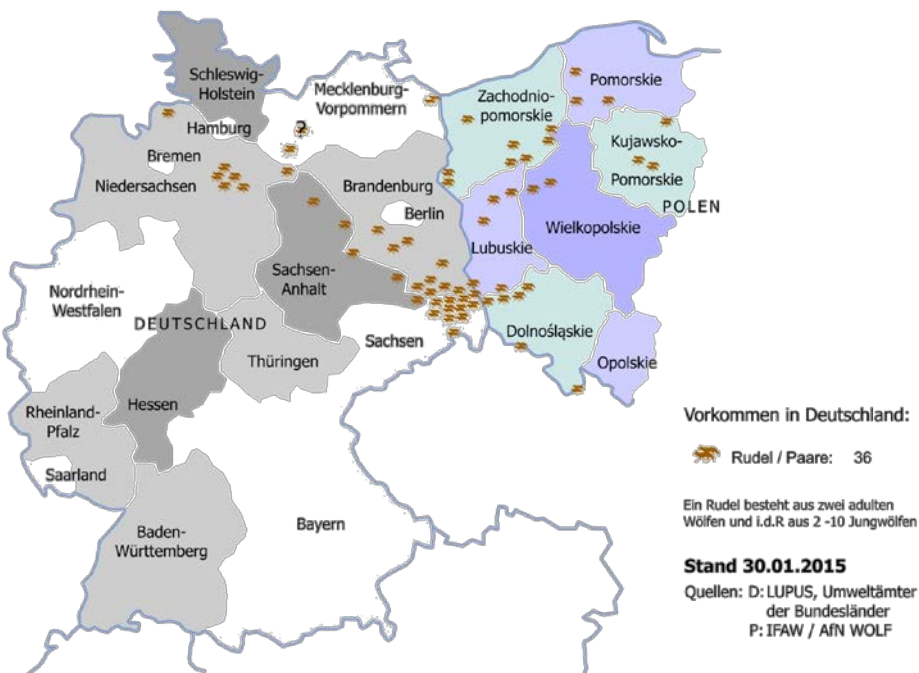 Schleswig-
Holstein
Mecklenburg-
Vorpommern
?
Hamburg
Bremen
Niedersachsen
Brandenburg
Berlin
Zachodnio-
pomorskie
Pomorskie
Kujawsko-
Pomorskie
POLEN
Wielkopolskie
Lubuskie
Sachsen-
Anhalt
Nordrhein-
Westfalen
DEUTSCHLAND
Sachsen
Dolnośląskie
Opolskie
Thüringen
Hessen
Rheinland-
Pfalz
Saarland
Baden-
Württemberg
Bayern
Vorkommen in Deutschland:
Rudel / Paare: 36
Ein Rudel besteht aus zwei adulten
Wölfen und i.d.R aus 2 -10 Jungwölfen
Stand 30.01.2015
Quellen: D: LUPUS, Umweltämter
der Bundesländer
P: IFAW / AfN WOLF